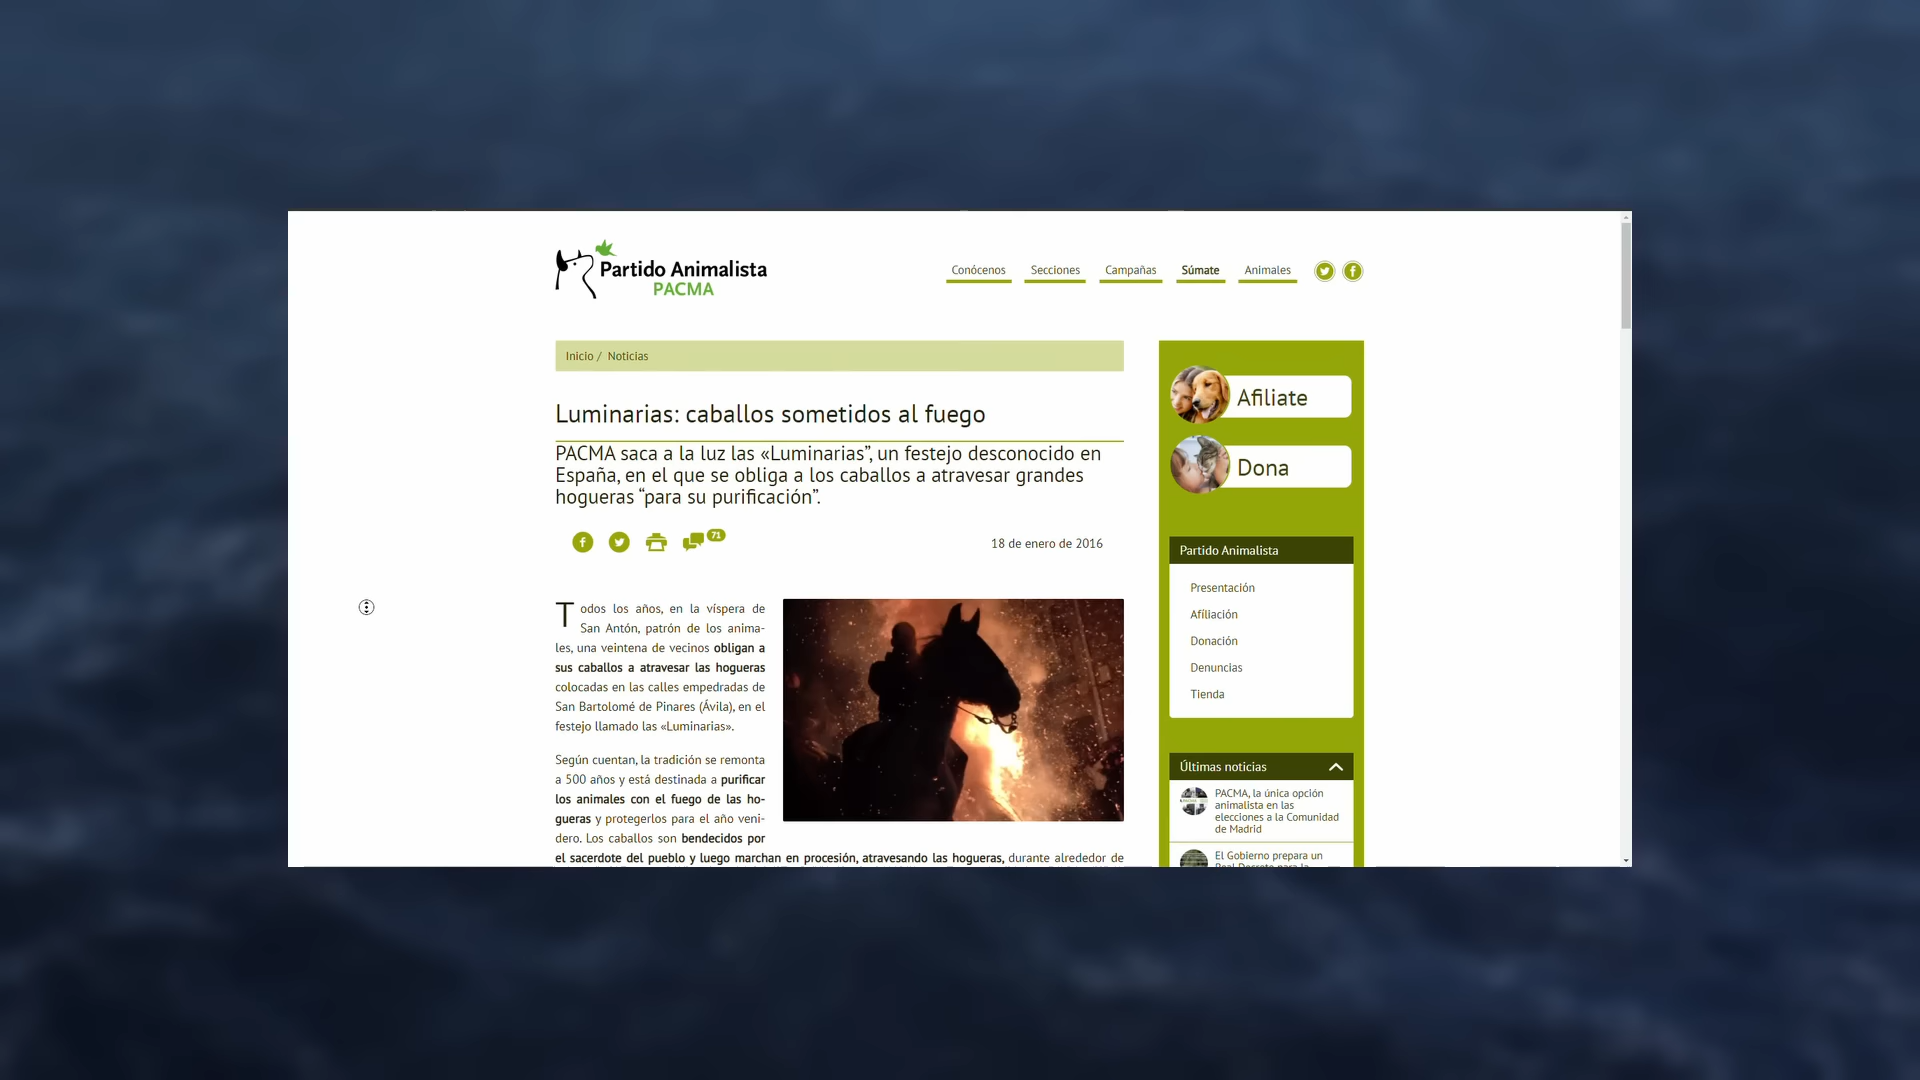 Partido Animalista
PACMA
Conócenos
Secciones
Campañas
Súmate
Animales
Inicio / Noticias
Luminarias: caballos sometidos al fuego
PACMA saca a la luz las «Luminarias”, un festejo desconocido en
España, en el que se obliga a los caballos a atravesar grandes
hogueras “para su purificación”.
71
18 de enero de 2016
Todos los años, en la víspera de
San Antón, patrón de los anima-
les, una veintena de vecinos obligan a
sus caballos a atravesar las hogueras
colocadas en las calles empedradas de
San Bartolomé de Pinares (Ávila), en el
festejo llamado las «Luminarias».
Según cuentan, la tradición se remonta
a 500 años y está destinada a purificar
los animales con el fuego de las ho-
gueras y protegerlos para el año veni-
dero. Los caballos son bendecidos por
el sacerdote del pueblo y luego marchan en procesión, atravesando las hogueras, durante alrededor de
Afiliate
Dona
Partido Animalista
Presentación
Afíliación
Donación
Denuncias
Tienda
Últimas noticias
PACMA, la única opción
animalista en las
elecciones a la Comunidad
de Madrid
El Gobierno prepara un
Real Decreto para la